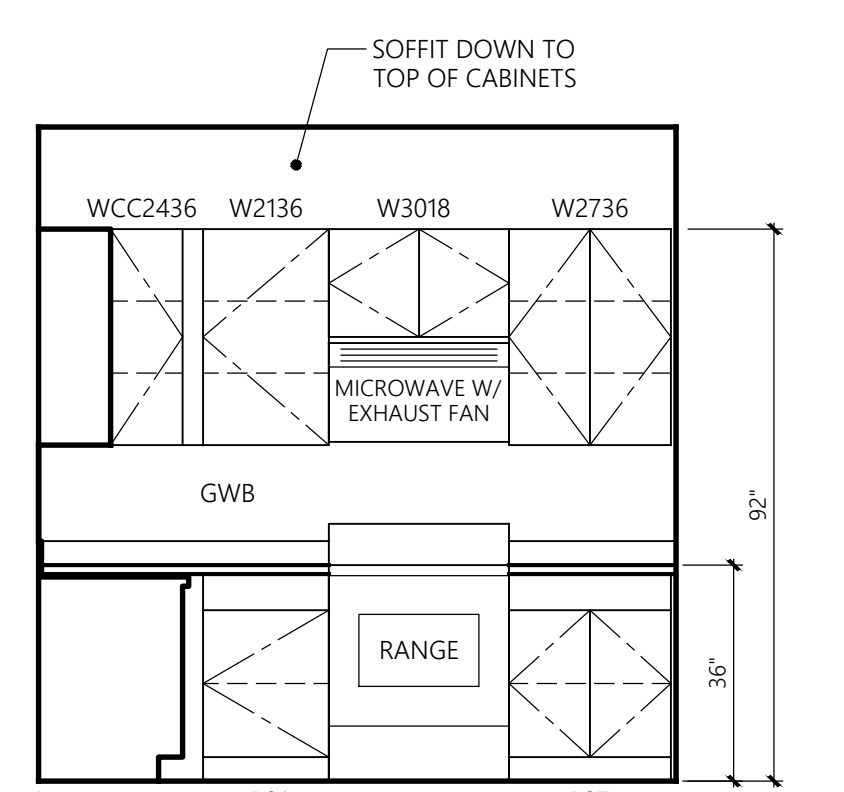 SOFFIT DOWN TO
TOP OF CABINETS
WCC2436 W2136 W3018 W2736
MICROWAVE W/
EXHAUST FAN
GWB
92"
RANGE
36"